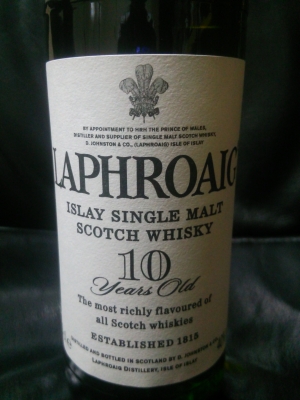 BY APPOINTMENT TO HRH THE PRINCE OF WALES,
DISTILLER AND SUPPLIER OF SINGLE MALT SCOTCH WHISKY,
D. JOHNSTON & CO., (LAPHROAIG) ISLE OF ISLAY
LAPHROAIG
ISLAY SINGLE MALT
SCOTCH WHISKY
10
Years Old
The most richly flavoured of
all Scotch whiskies
ESTABLISHED 1815
DISTILLED AND BOTTLED IN SCOTLAND BY D. JOHNSTON &
LAPHROAIG DISTILLERY, ISLE OF ISLAY